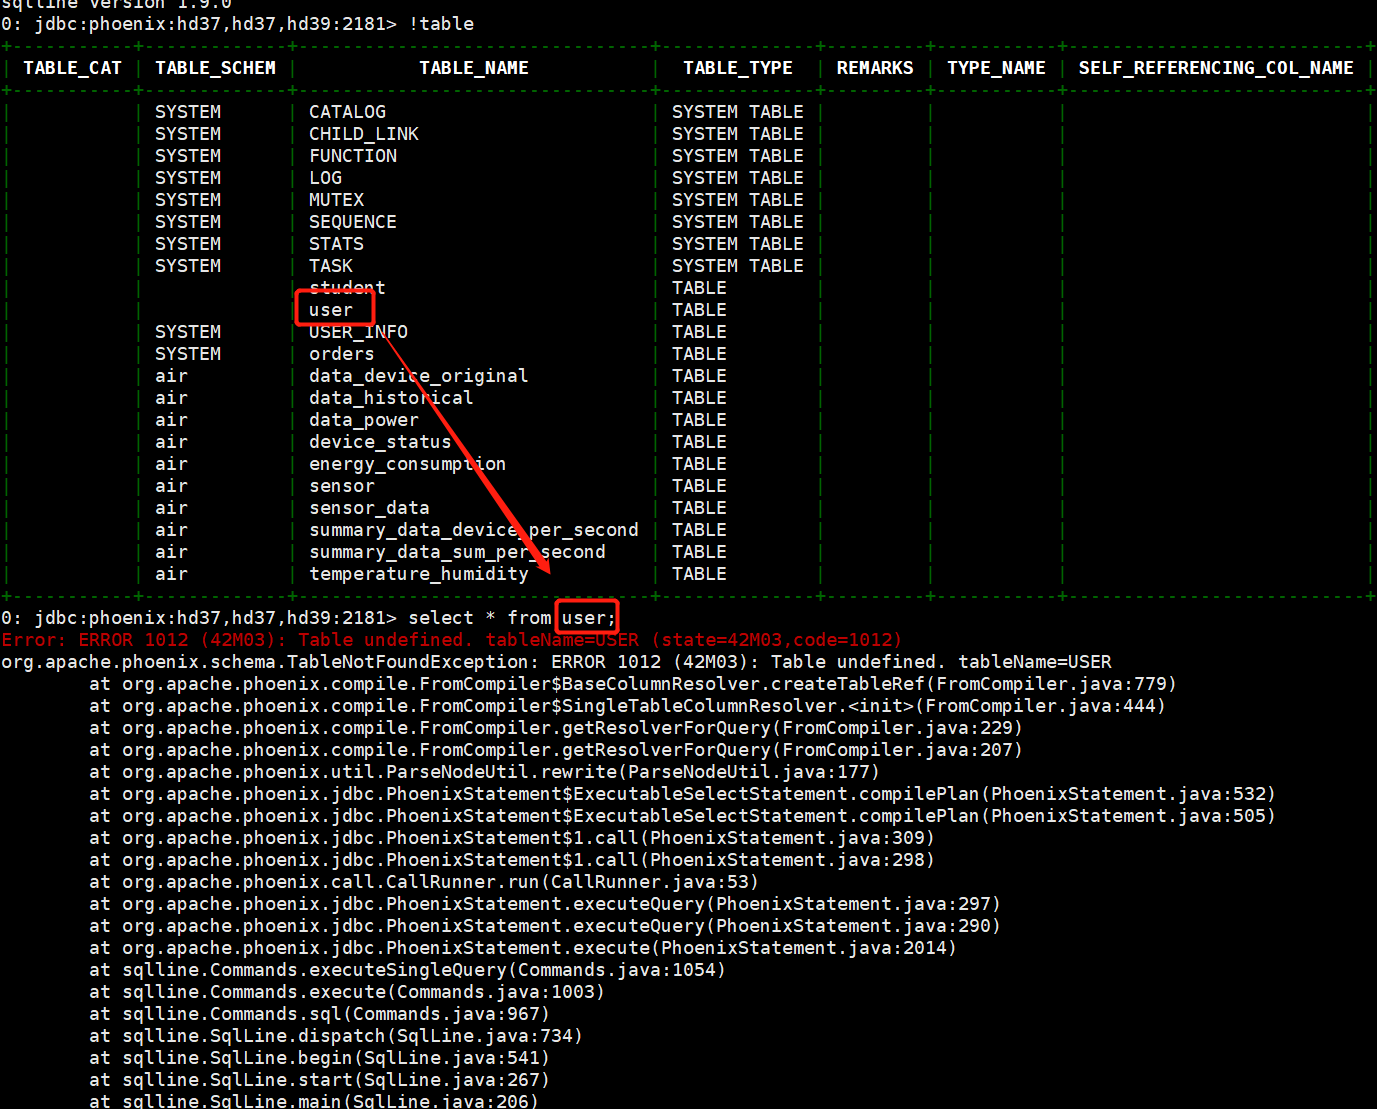 sqlline version 1.9.0
0: jdbc:phoenix:hd37,hd37,hd39:2181> !table
TABLE_CAT | TABLE_SCHEM | TABLE_NAME | TABLE_TYPE | REMARKS | TYPE_NAME | SELF_REFERENCING_COL_NAME
SYSTEM | CATALOG | SYSTEM TABLE
SYSTEM | CHILD_LINK | SYSTEM TABLE
SYSTEM | FUNCTION | SYSTEM TABLE
SYSTEM | LOG | SYSTEM TABLE
SYSTEM | MUTEX | SYSTEM TABLE
SYSTEM | SEQUENCE | SYSTEM TABLE
SYSTEM | STATS | SYSTEM TABLE
SYSTEM | TASK | SYSTEM TABLE
student | TABLE
user | TABLE
SYSTEM | USER_INFO | TABLE
SYSTEM | orders | TABLE
air | data_device_original | TABLE
air | data_historical | TABLE
air | data_power | TABLE
air | device_status | TABLE
air | energy_consumption | TABLE
air | sensor | TABLE
air | sensor_data | TABLE
air | summary_data_device_per_second | TABLE
air | summary_data_sum_per_second | TABLE
air | temperature_humidity | TABLE
0: jdbc:phoenix:hd37,hd37,hd39:2181> select * from user;
Error: ERROR 1012 (42M03): Table undefined. tableName=USER (state=42M03,code=1012)
org.apache.phoenix.schema.TableNotFoundException: ERROR 1012 (42M03): Table undefined. tableName=USER
at org.apache.phoenix.compile.FromCompiler$BaseColumnResolver.createTableRef(FromCompiler.java:779)
at org.apache.phoenix.compile.FromCompiler$SingleTableColumnResolver.<init>(FromCompiler.java:444)
at org.apache.phoenix.compile.FromCompiler.getResolverForQuery(FromCompiler.java:229)
at org.apache.phoenix.compile.FromCompiler.getResolverForQuery(FromCompiler.java:207)
at org.apache.phoenix.util.ParseNodeUtil.rewrite(ParseNodeUtil.java:177)
at org.apache.phoenix.jdbc.PhoenixStatement$ExecutableSelectStatement.compilePlan(PhoenixStatement.java:532)
at org.apache.phoenix.jdbc.PhoenixStatement$ExecutableSelectStatement.compilePlan(PhoenixStatement.java:505)
at org.apache.phoenix.jdbc.PhoenixStatement$1.call(PhoenixStatement.java:309)
at org.apache.phoenix.jdbc.PhoenixStatement$1.call(PhoenixStatement.java:298)
at org.apache.phoenix.call.CallRunner.run(CallRunner.java:53)
at org.apache.phoenix.jdbc.PhoenixStatement.executeQuery(PhoenixStatement.java:297)
at org.apache.phoenix.jdbc.PhoenixStatement.executeQuery(PhoenixStatement.java:290)
at org.apache.phoenix.jdbc.PhoenixStatement.execute(PhoenixStatement.java:2014)
at sqlline.Commands.executeSingleQuery(Commands.java:1054)
at sqlline.Commands.execute(Commands.java:1003)
at sqlline.Commands.sql(Commands.java:967)
at sqlline.SqlLine.dispatch(SqlLine.java:734)
at sqlline.SqlLine.begin(SqlLine.java:541)
at sqlline.SqlLine.start(SqlLine.java:267)
at sqlline.SqlLine.main(SqlLine.java:206)